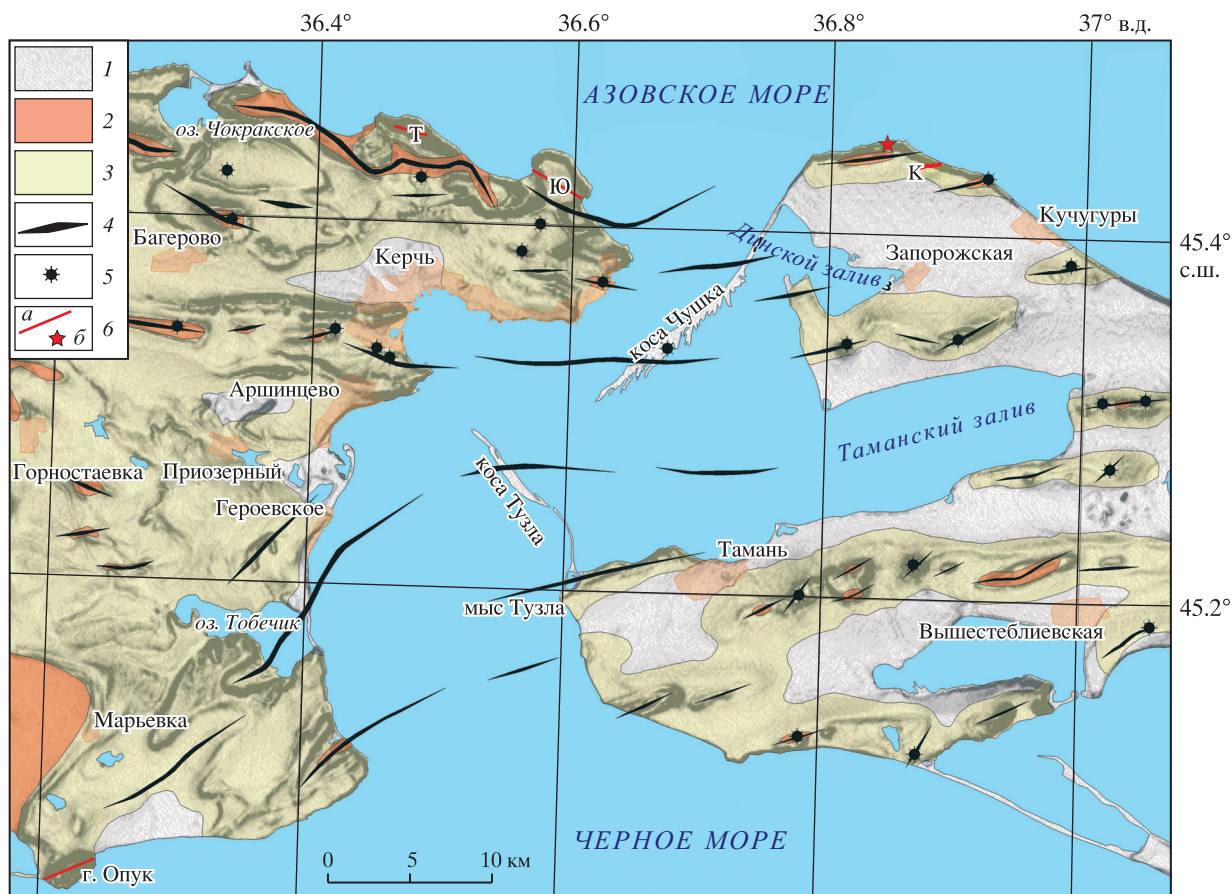 36.4°
36.6°
36.8°
37° в.д.
1
2
3
4
5
а
б
6
АЗОВСКОЕ МОРЕ
оз. Чокракское
Т
Ю
К
Багерово
Керчь
Динской залив
Запорожская
Кучугуры
45.4°
с.ш.
з
коса Чушка
Аршинцево
Таманский залив
Горностаевка
Приозерный
Героевское
коса Тузла
Тамань
мыс Тузла
оз. Тобечик
Вышестеблиевская
45.2°
Марьевка
ЧЕРНОЕ МОРЕ
0 5 10 км
г. Опук